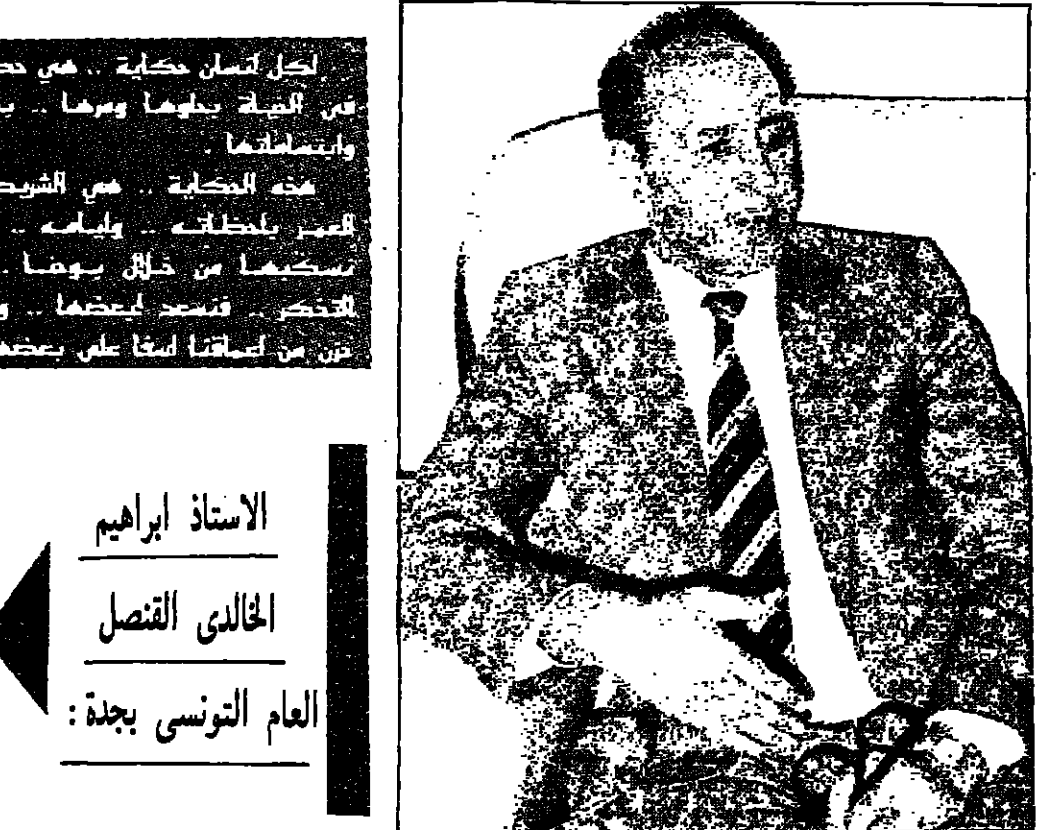 لكل انسان حكاية .. هي
في الحياة بحلوها ومرها ..
وابتساماتها .
هذه الحكاية .. هي الشريط
العمر بلحظاته .. وايامه ..
نسكبها من خلال بوحنا ..
التذكر .. فنسعد لبعضها ..
من اعماقنا اسفا على بعضها
الاستاذ ابراهيم
الخالدى القنصل
العام التونسى بجدة :